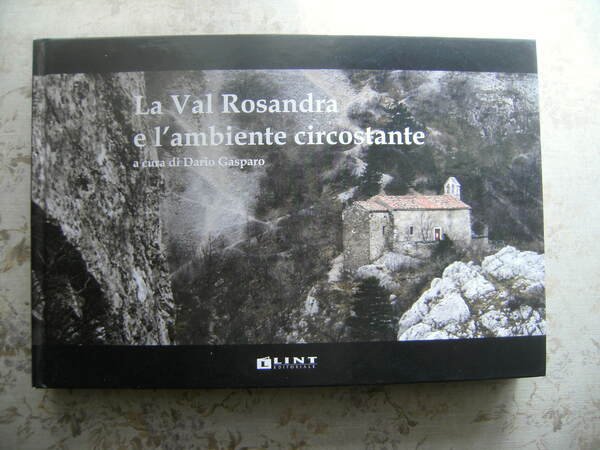 La Val Rosandra
e l'ambiente circostante
a cura di Dario Gasparo
LINT
EDITORIALE